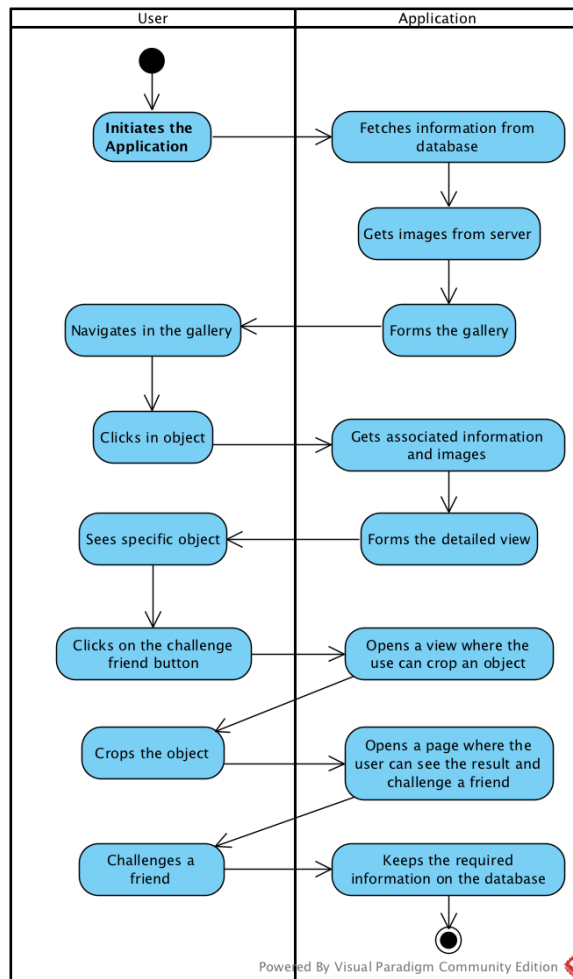 User
Application
Initiates the
Application
Fetches information from
database
Gets images from server
Navigates in the gallery
Forms the gallery
Clicks in object
Gets associated information
and images
Sees specific object
Forms the detailed view
Clicks on the challenge
friend button
Opens a view where the
use can crop an object
Crops the object
Opens a page where the
user can see the result and
challenge a friend
Challenges a
friend
Keeps the required
information on the database
Powered By Visual Paradigm Community Edition